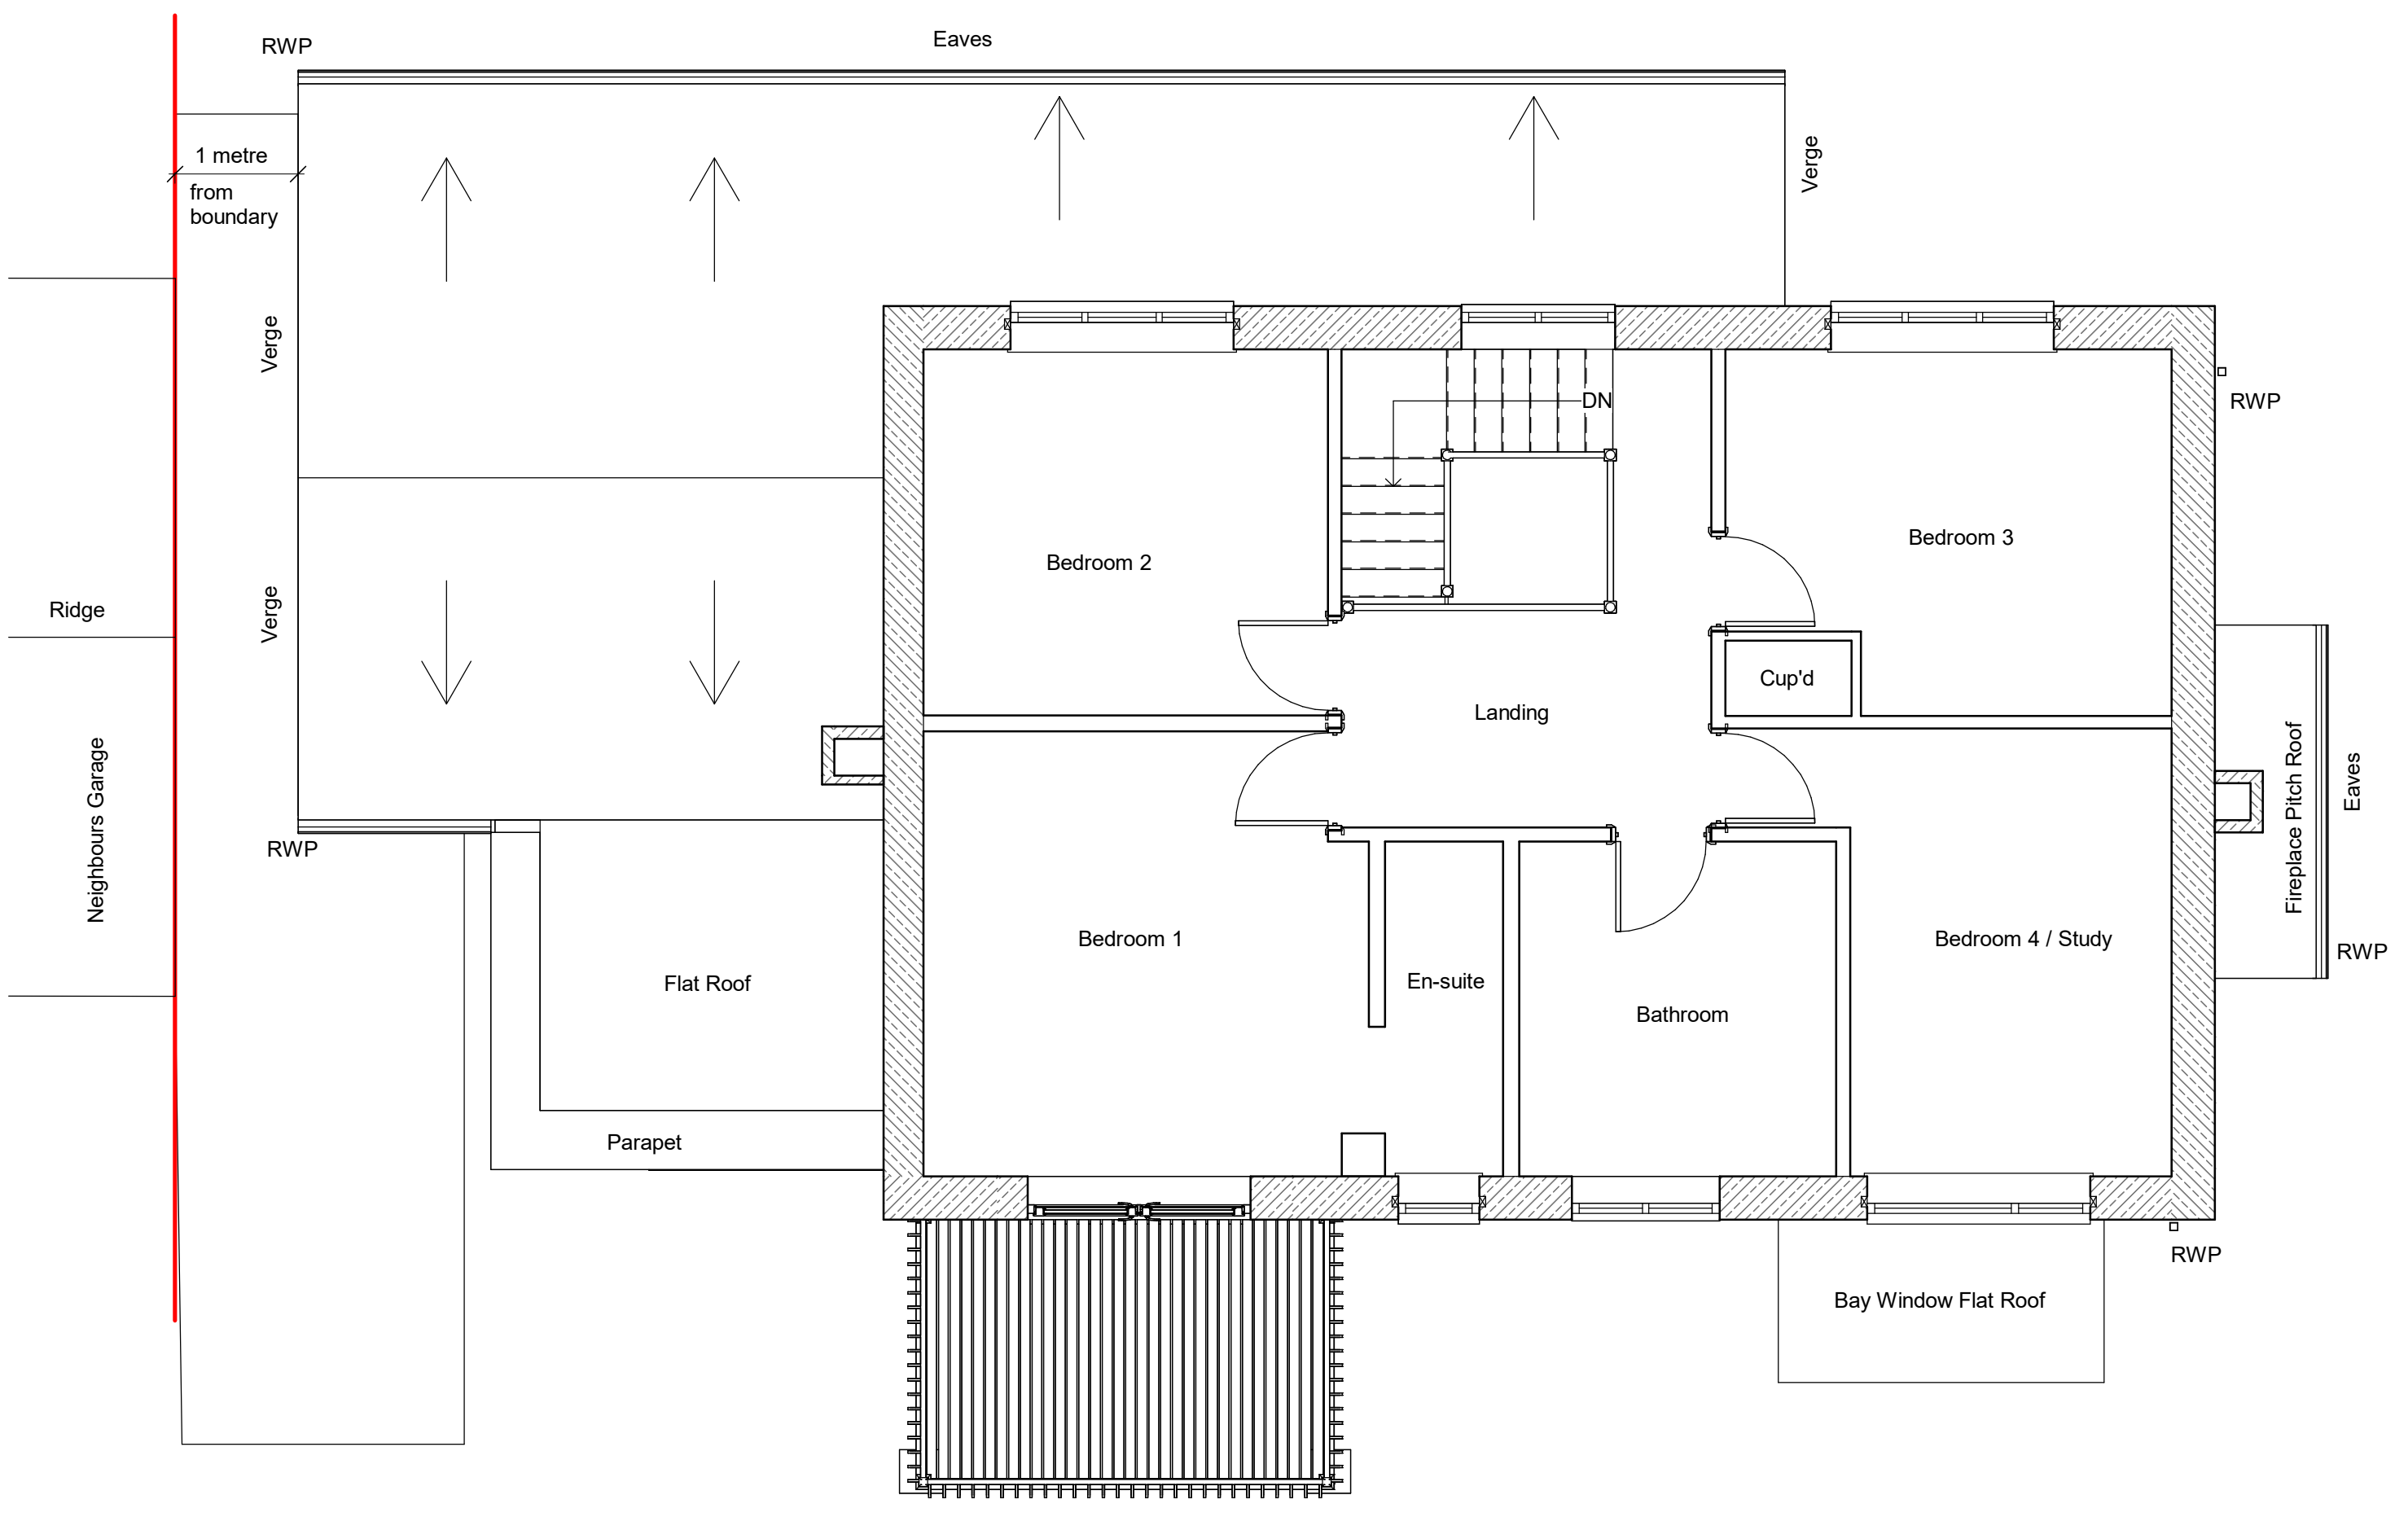 Eaves
RWP
1 metre
from
boundary
Verge
Verge
DN
RWP
Bedroom 3
Bedroom 2
Ridge
Verge
Cup'd
Landing
Neighbours Garage
RWP
Fireplace Pitch Roof
Eaves
Bedroom 1
Bedroom 4 / Study
RWP
Flat Roof
En-suite
Bathroom
Parapet
RWP
Bay Window Flat Roof